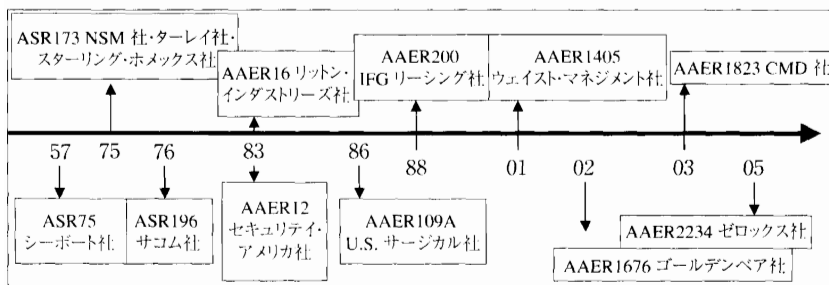 ASR173 NSM 社・ターレイ社・
スターリング・ホメックス社
AAER16 リットン・
インダストリーズ社
AAER200
IFG リーシング社
AAER1405
ウェイスト・マネジメント社
AAER1823 CMD 社
57 75 76 83 86 88 01 02 03 05
ASR75
シーボート社
ASR196
サコム社
AAER12
セキュリテイ・
アメリカ社
AAER109A
U.S. サージカル社
AAER2234 ゼロックス社
AAER1676 ゴールデンベア社